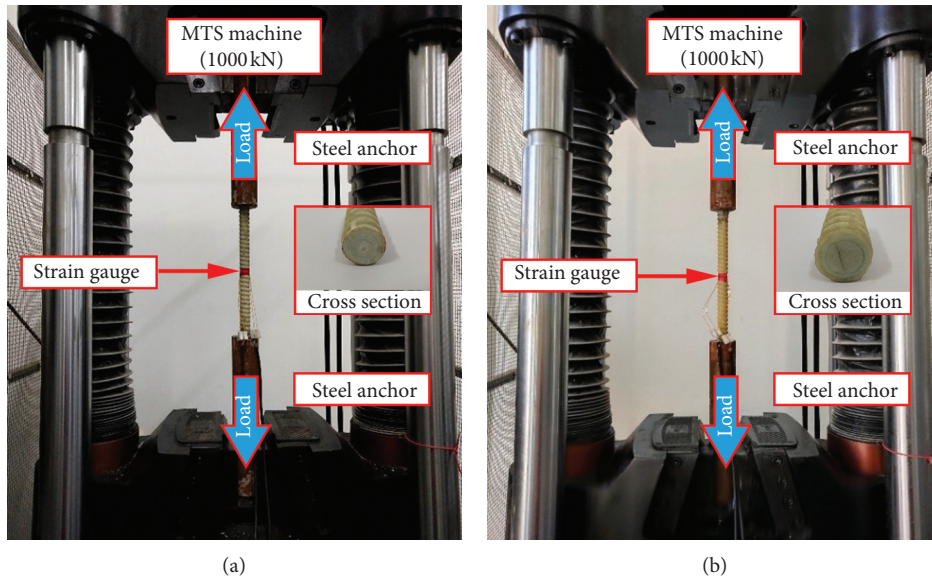 MTS machine
(1000 kN)
Load
Steel anchor
Strain gauge
Cross section
Steel anchor
Load
(a)
MTS machine
(1000 kN)
Load
Steel anchor
Strain gauge
Cross section
Steel anchor
Load
(b)